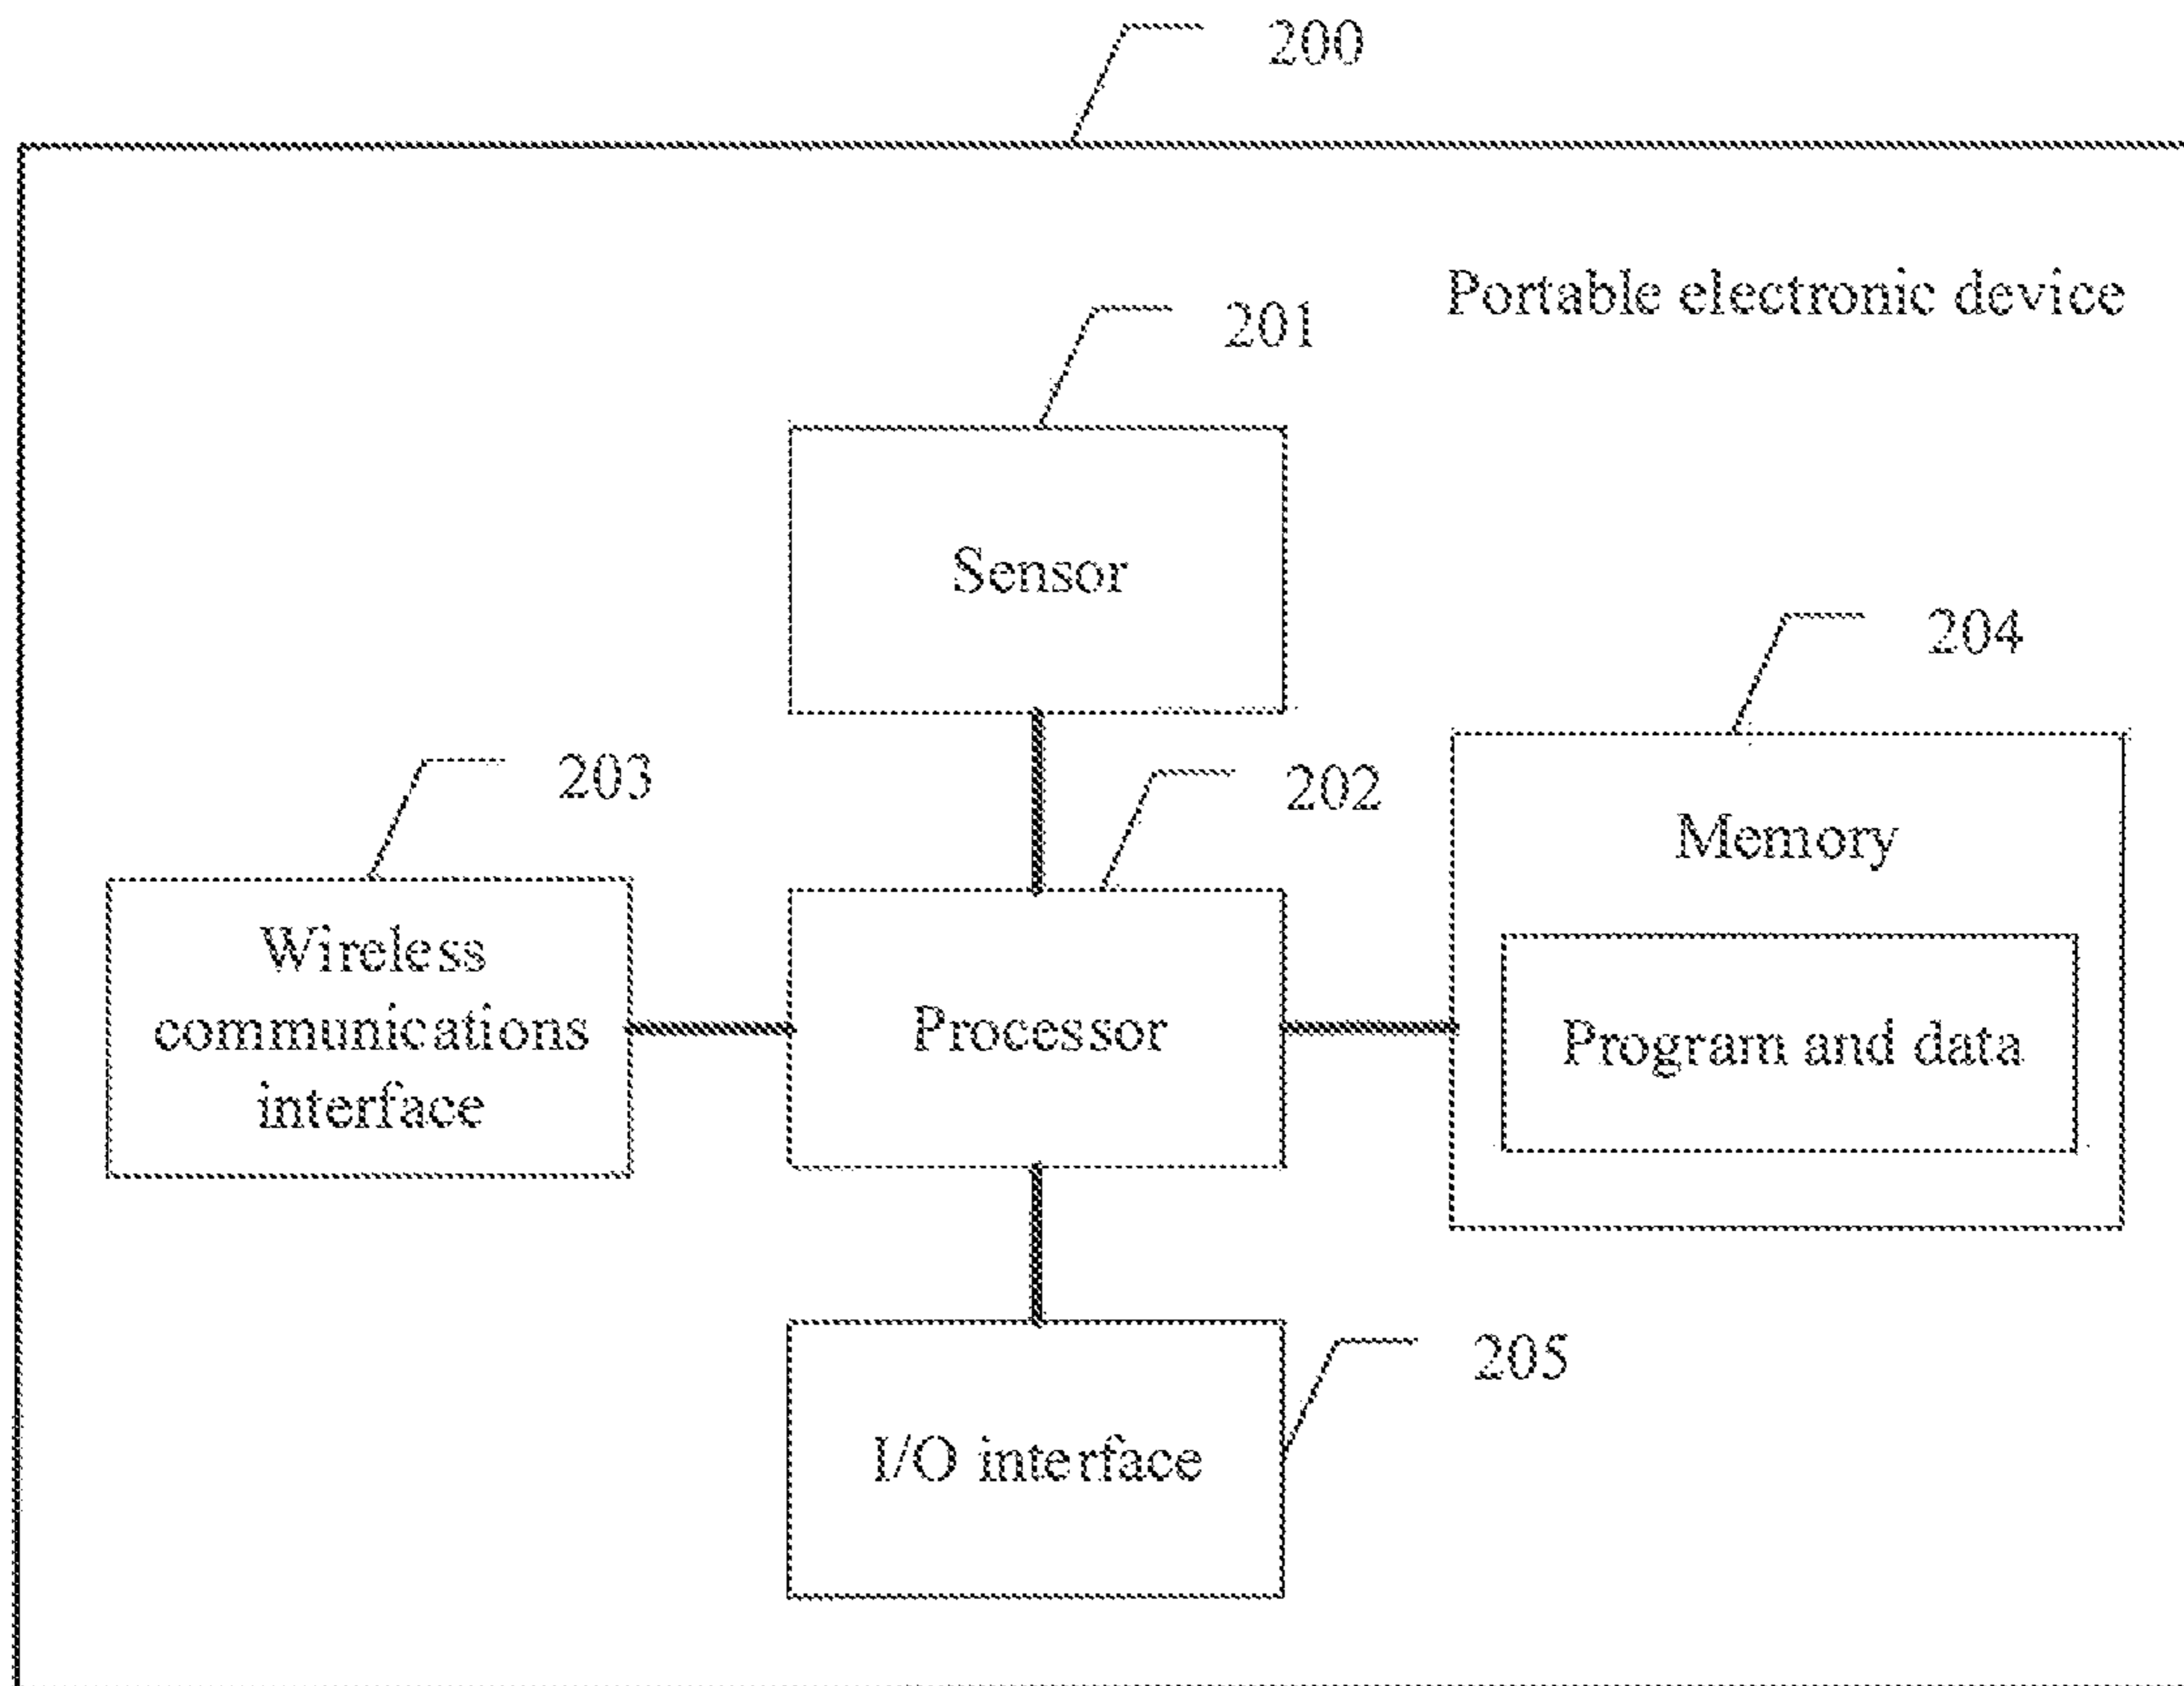 200
Portable electronic device
201
Sensor
204
203
202
Memory
Wireless
communications
interface
Processor
Program and data
205
I/O interface